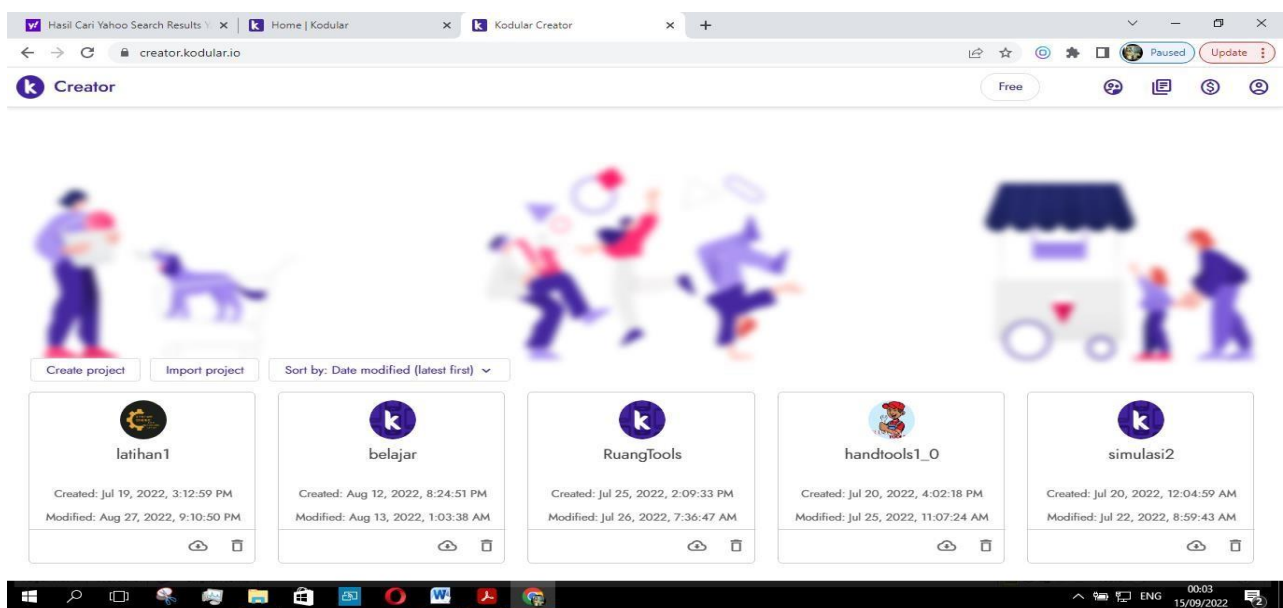 Hasil Cari Yahoo Search Results
Home | Kodular
Kodular Creator
creator.kodular.io
Paused
Update
Creator
Free
Create project
Import project
Sort by: Date modified (latest first)
latihan1
Created: Jul 19, 2022, 3:12:59 PM
Modified: Aug 27, 2022, 9:10:50 PM
belajar
Created: Aug 12, 2022, 8:24:51 PM
Modified: Aug 13, 2022, 1:03:38 AM
RuangTools
Created: Jul 25, 2022, 2:09:33 PM
Modified: Jul 26, 2022, 7:36:47 AM
handtools1_0
Created: Jul 20, 2022, 4:02:18 PM
Modified: Jul 25, 2022, 11:07:24 AM
simulasi2
Created: Jul 20, 2022, 12:04:59 AM
Modified: Jul 22, 2022, 8:59:43 AM
ENG
00:03
15/09/2022
2